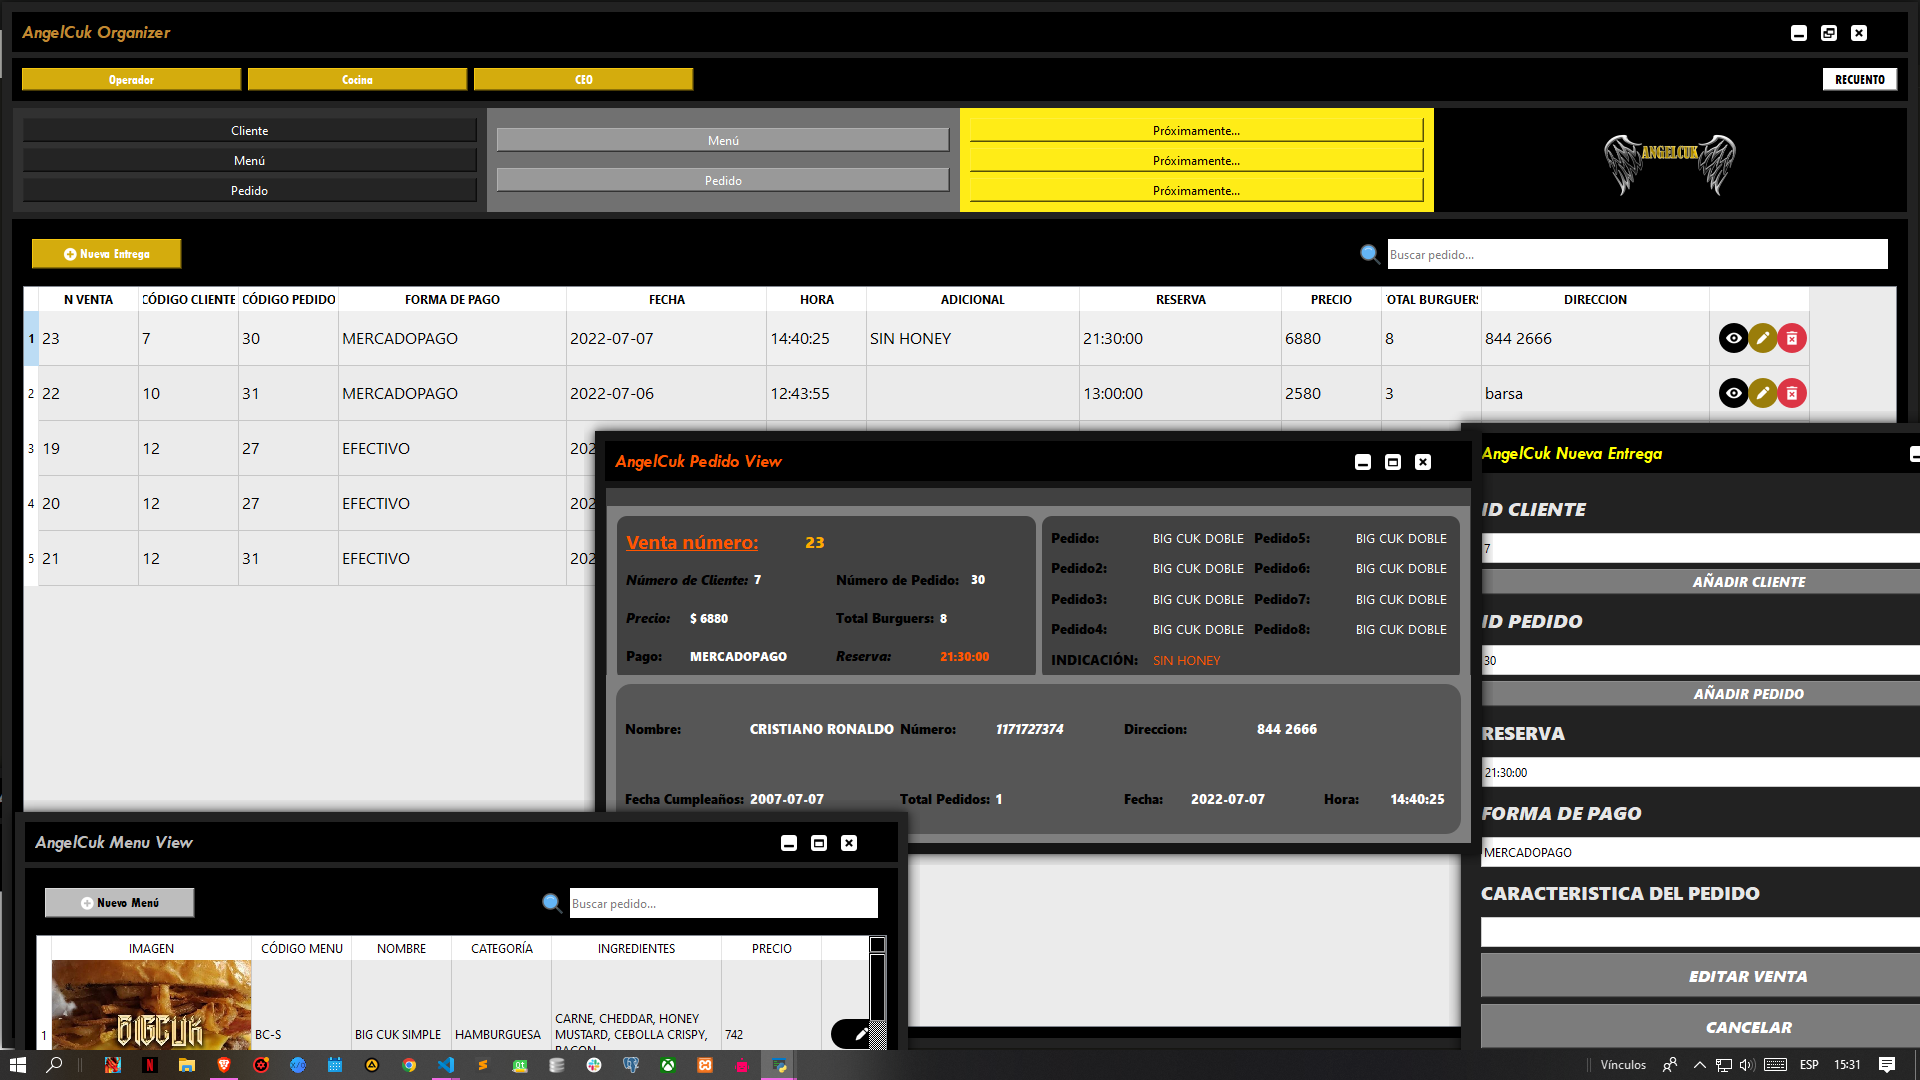 AngelCuk Organizer
Operador Cocina CEO RECUENTO
Cliente
Menú
Pedido
Menú
Pedido
Próximamente...
Próximamente...
Próximamente...
ANGELCUK
Nueva Entrega
Buscar pedido...
N VENTA CÓDIGO CLIENTE CÓDIGO PEDIDO FORMA DE PAGO FECHA HORA ADICIONAL RESERVA PRECIO OTAL BURGUERS DIRECCION
1 23 7 30 MERCADOPAGO 2022-07-07 14:40:25 SIN HONEY 21:30:00 6880 8 844 2666
2 22 10 31 MERCADOPAGO 2022-07-06 12:43:55 13:00:00 2580 3 barsa
3 19 12 27 EFECTIVO 202
4 20 12 27 EFECTIVO 202
5 21 12 31 EFECTIVO 202
AngelCuk Pedido View
Venta número: 23
Número de Cliente: 7 Número de Pedido: 30
Precio: $ 6880 Total Burguers: 8
Pago: MERCADOPAGO Reserva: 21:30:00
Pedido: BIG CUK DOBLE Pedido5: BIG CUK DOBLE
Pedido2: BIG CUK DOBLE Pedido6: BIG CUK DOBLE
Pedido3: BIG CUK DOBLE Pedido7: BIG CUK DOBLE
Pedido4: BIG CUK DOBLE Pedido8: BIG CUK DOBLE
INDICACIÓN: SIN HONEY
Nombre: CRISTIANO RONALDO Número: 1171727374 Direccion: 844 2666
Fecha Cumpleaños: 2007-07-07 Total Pedidos: 1 Fecha: 2022-07-07 Hora: 14:40:25
AngelCuk Nueva Entrega
ID CLIENTE
7
AÑADIR CLIENTE
ID PEDIDO
30
AÑADIR PEDIDO
RESERVA
21:30:00
FORMA DE PAGO
MERCADOPAGO
CARACTERISTICA DEL PEDIDO
EDITAR VENTA
CANCELAR
AngelCuk Menu View
Nuevo Menú
Buscar pedido...
IMAGEN CÓDIGO MENU NOMBRE CATEGORÍA INGREDIENTES PRECIO
BIGCUK
1 BC-S BIG CUK SIMPLE HAMBURGUESA
CARNE, CHEDDAR, HONEY
MUSTARD, CEBOLLA CRISPY,
BACON
742
Vínculos ESP 15:31